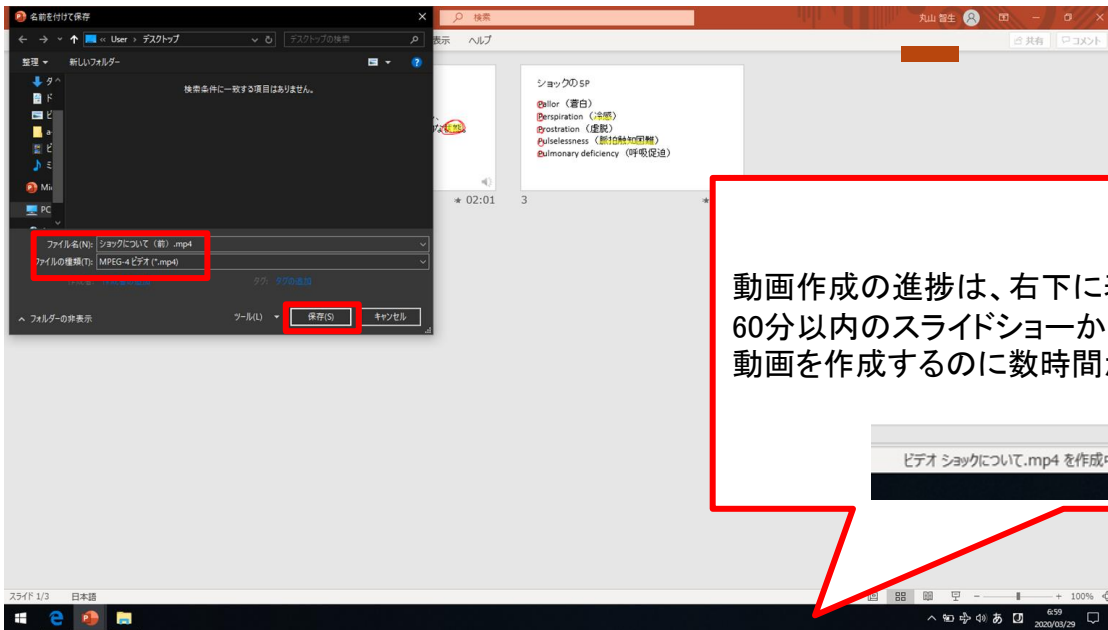 名前を付けて保存
検索
丸山 智生
« User › デスクトップ
デスクトップの検索
表示 ヘルプ
共有 コメント
整理 新しいフォルダー
検索条件に一致する項目はありません。
PC
ファイル名(N): ショックについて（前）.mp4
ファイルの種類(T): MPEG-4 ビデオ (*.mp4)
タグ: タグの追加
フォルダーの非表示
ツール(L) 保存(S) キャンセル
02:01
ショックの5P
Pallor（蒼白）
Perspiration（冷感）
Prostration（虚脱）
Pulselessness（脈拍触知困難）
Pulmonary deficiency（呼吸促迫）
3
動画作成の進捗は、右下に
60分以内のスライドショーか
動画を作成するのに数時間
ビデオ ショックについて.mp4 を作成中
スライド 1/3 日本語
100%
あ
6:59
2020/03/29